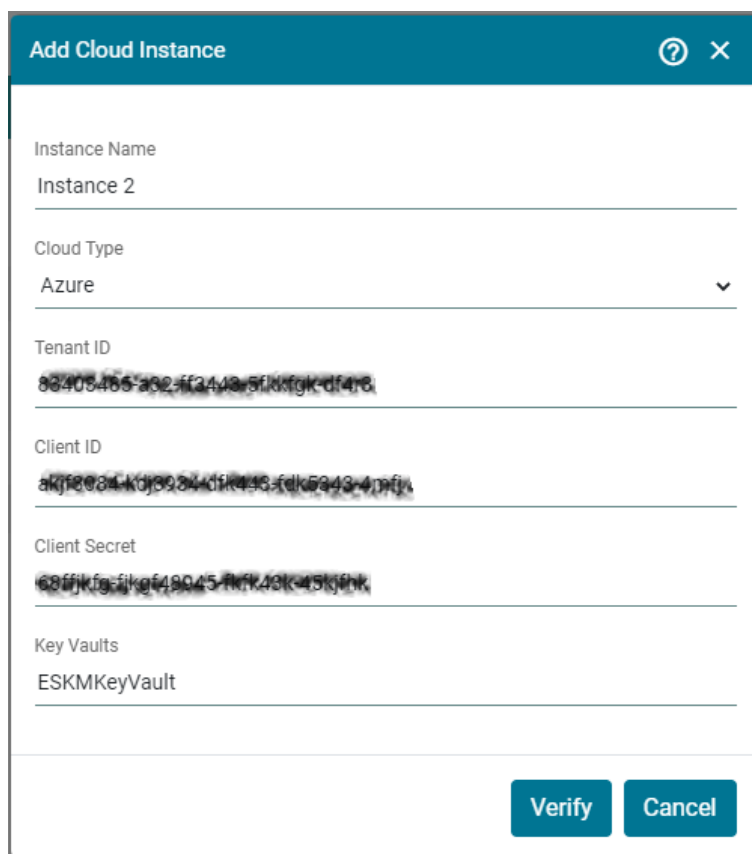 Add Cloud Instance
Instance Name
Instance 2
Cloud Type
Azure
Tenant ID
Client ID
Client Secret
Key Vaults
ESKMKeyVault
Verify
Cancel